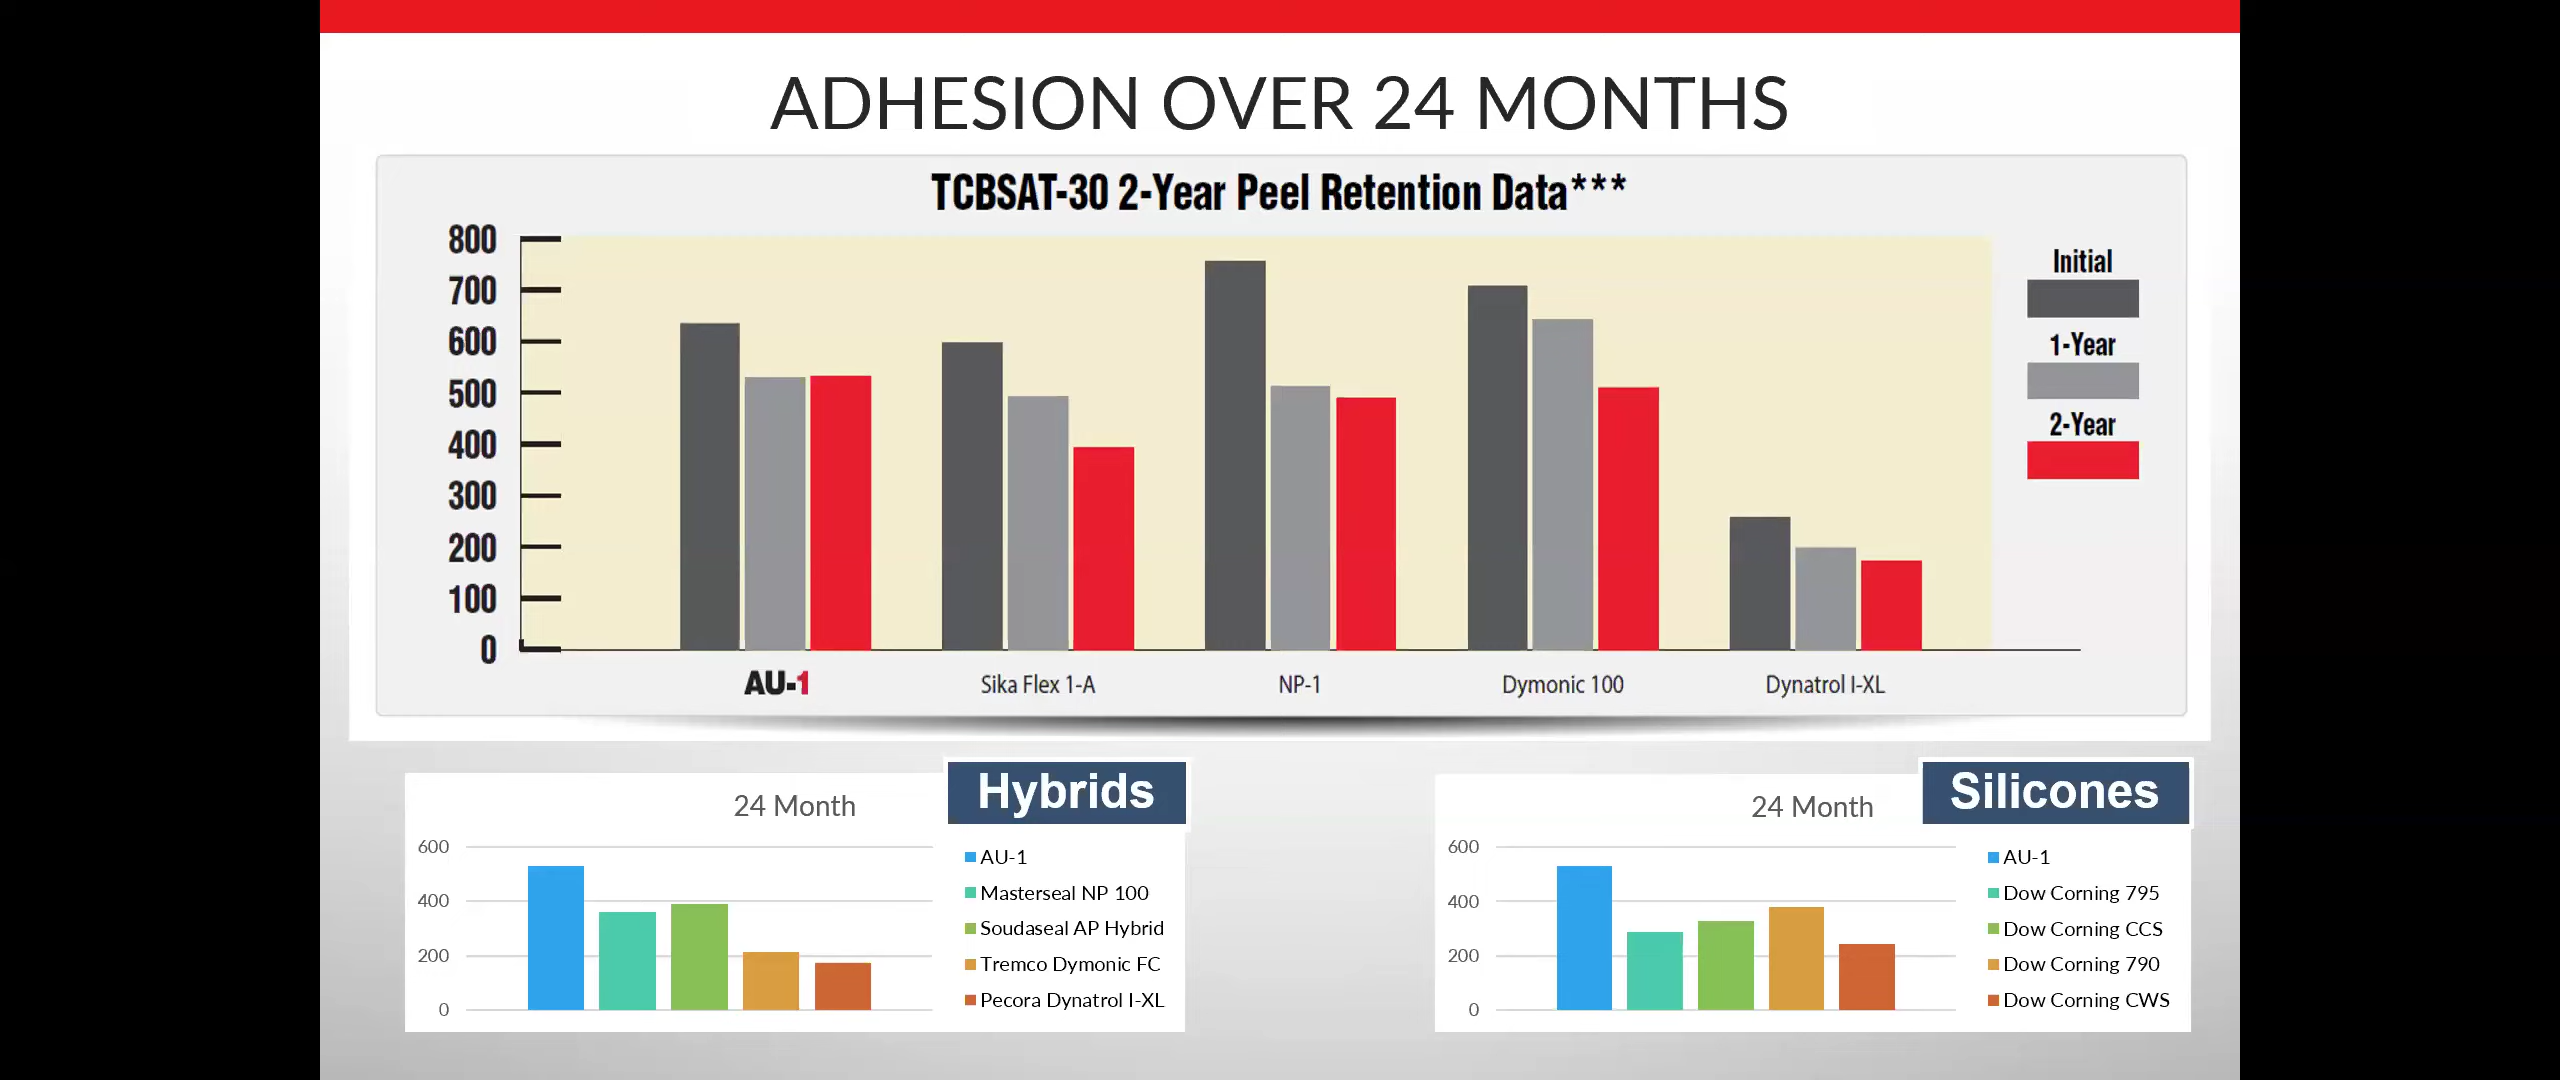 ADHESION OVER 24 MONTHS
TCBSAT-30 2-Year Peel Retention Data***
800
700
600
500
400
300
200
100
0
Initial
1-Year
2-Year
AU-1
Sika Flex 1-A
NP-1
Dymonic 100
Dynatrol I-XL
Hybrids
24 Month
600
400
200
0
AU-1
Masterseal NP 100
Soudaseal AP Hybrid
Tremco Dymonic FC
Pecora Dynatrol I-XL
Silicones
24 Month
600
400
200
0
AU-1
Dow Corning 795
Dow Corning CCS
Dow Corning 790
Dow Corning CWS